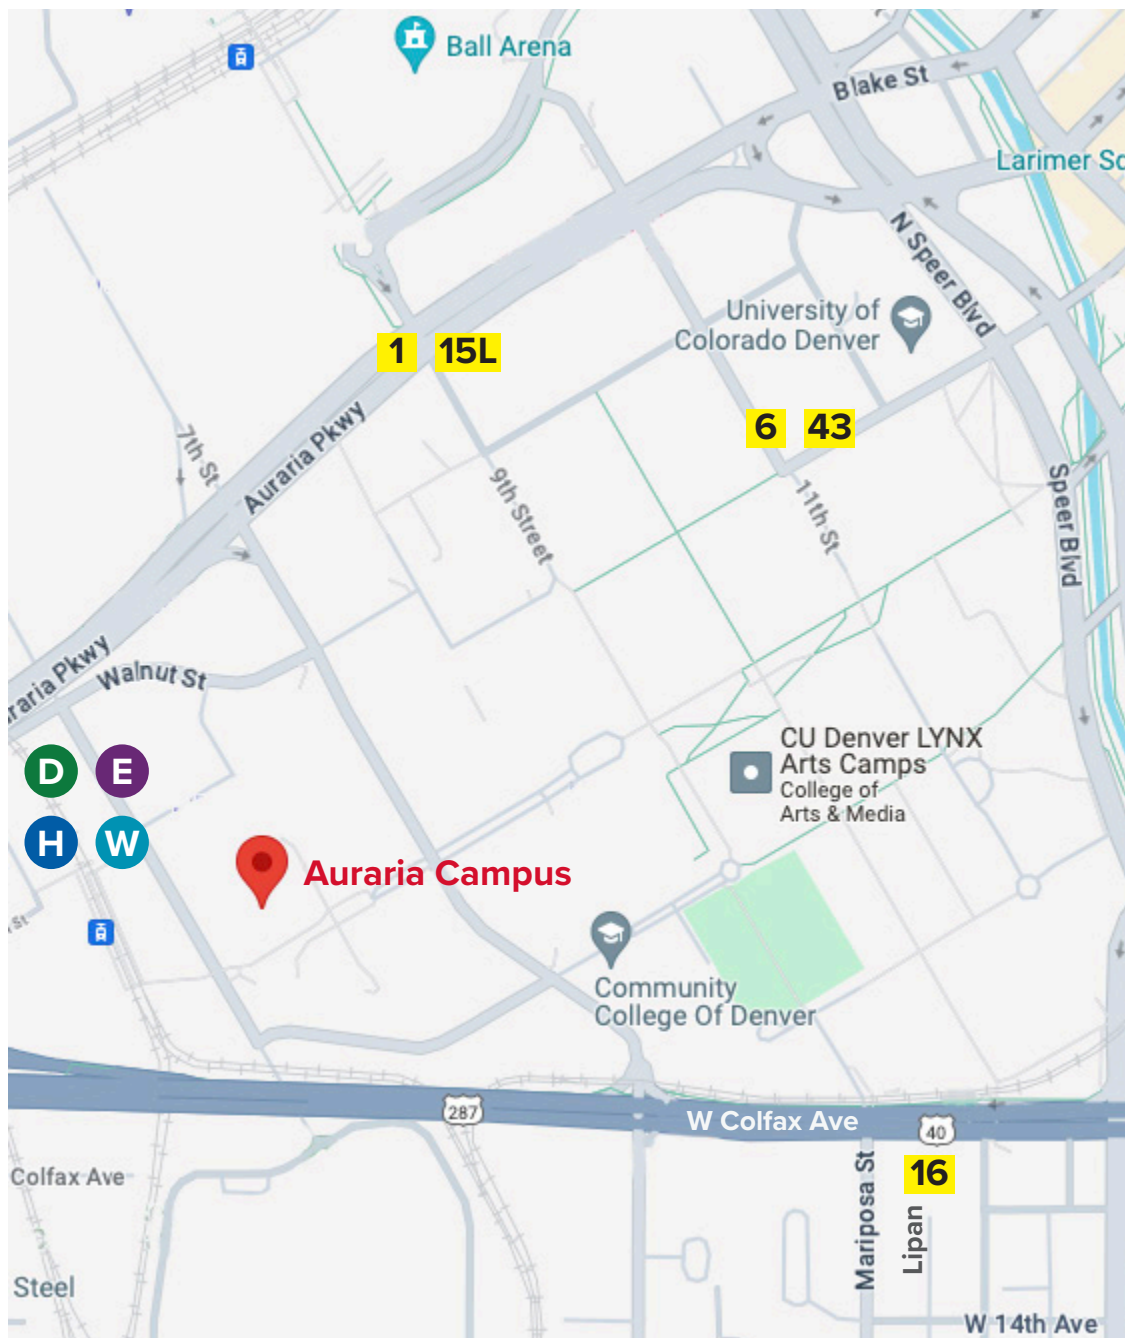 Ball Arena
Blake St
Larimer Sq
N Speer Blvd
University of
Colorado Denver
1 15L
6 43
7th St
Auraria Pkwy
9th Street
11th St
Speer Blvd
raria Pkwy
Walnut St
D E
H W
CU Denver LYNX
Arts Camps
College of
Arts & Media
Auraria Campus
St
Community
College Of Denver
287
W Colfax Ave
40
Colfax Ave
16
Mariposa St
Lipan
Steel
W 14th Ave